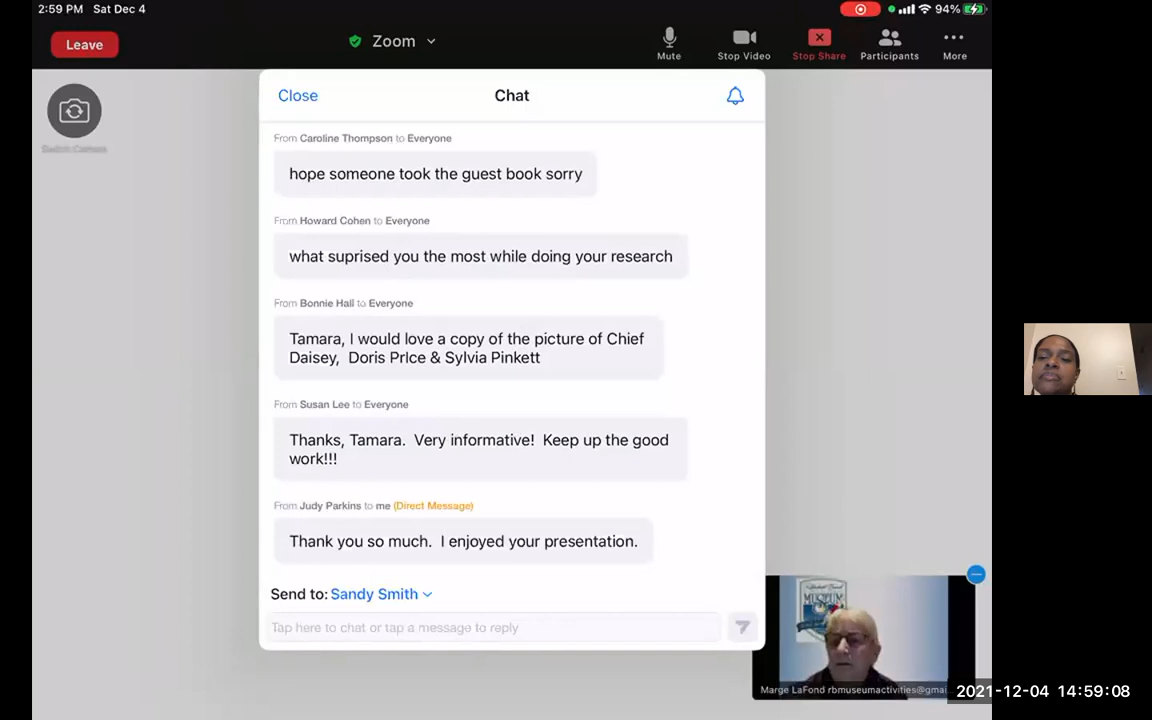 2:59 PM Sat Dec 4
94%
Leave
Zoom
Mute
Stop Video
Stop Share
Participants
More
Switch Camera
Close
Chat
From Caroline Thompson to Everyone
hope someone took the guest book sorry
From Howard Cohen to Everyone
what suprised you the most while doing your research
From Bonnie Hall to Everyone
Tamara, I would love a copy of the picture of Chief
Daisey, Doris PrIce & Sylvia Pinkett
From Susan Lee to Everyone
Thanks, Tamara. Very informative! Keep up the good
work!!!
From Judy Parkins to me (Direct Message)
Thank you so much. I enjoyed your presentation.
Send to: Sandy Smith
Tap here to chat or tap a message to reply
MUSEUM
Marge LaFond rbmuseumactivities@gmai
2021-12-04 14:59:08